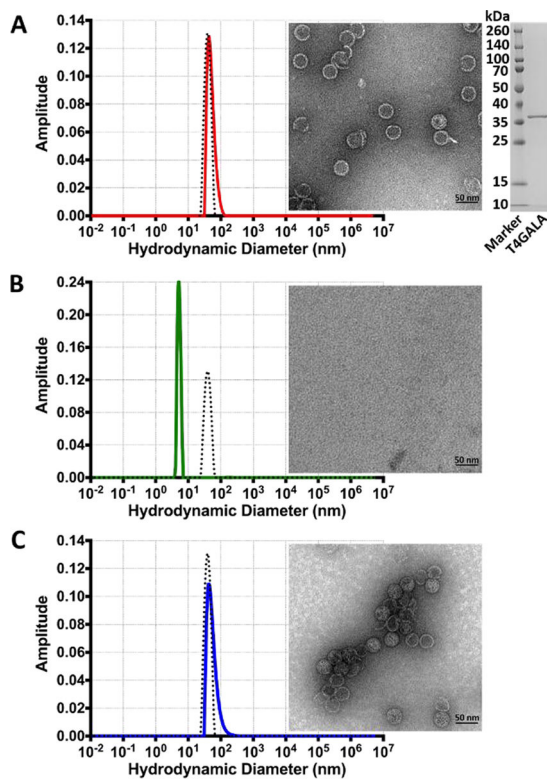 A
0.14
0.12
0.10
0.08
0.06
0.04
0.02
0.00
Amplitude
10-2 10-1 100 101 102 103 104 105 106 107
Hydrodynamic Diameter (nm)
50 nm
kDa
260
140
100
70
50
40
35
25
15
10
Marker
T4GALA
B
0.24
0.20
0.16
0.12
0.08
0.04
0.00
Amplitude
10-2 10-1 100 101 102 103 104 105 106 107
Hydrodynamic Diameter (nm)
50 nm
C
0.14
0.12
0.10
0.08
0.06
0.04
0.02
0.00
Amplitude
10-2 10-1 100 101 102 103 104 105 106 107
Hydrodynamic Diameter (nm)
50 nm